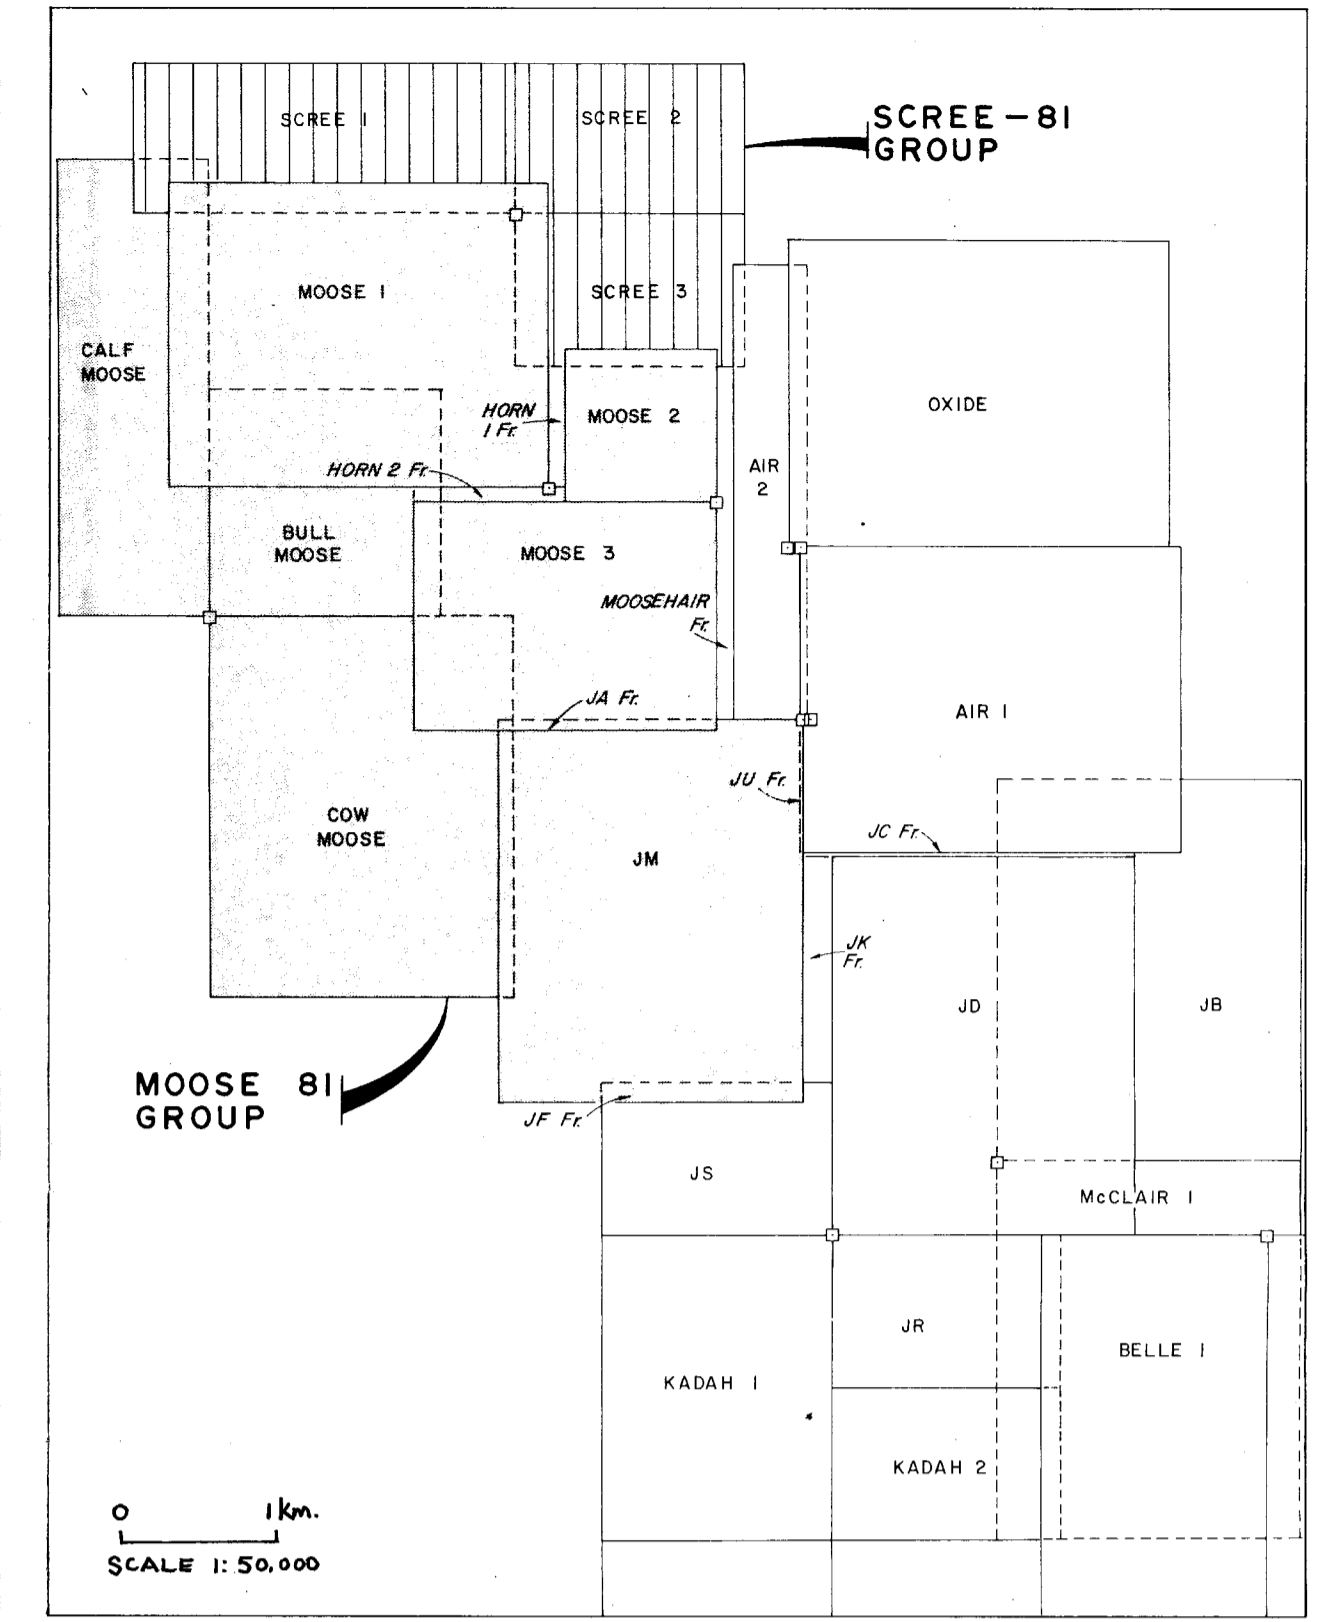 SCREE 1
SCREE 2
SCREE-81
GROUP
MOOSE 1
SCREE 3
CALF
MOOSE
OXIDE
HORN
1 Fr.
MOOSE 2
HORN 2 Fr.
AIR
2
BULL
MOOSE
MOOSE 3
MOOSEHAIR
Fr.
JA Fr.
AIR 1
JU Fr.
COW
MOOSE
JC Fr.
JM
JK
Fr.
JD
JB
MOOSE 81
GROUP
JF Fr.
JS
McCLAIR 1
JR
BELLE 1
KADAH 1
KADAH 2
0 1 km.
SCALE 1:50,000